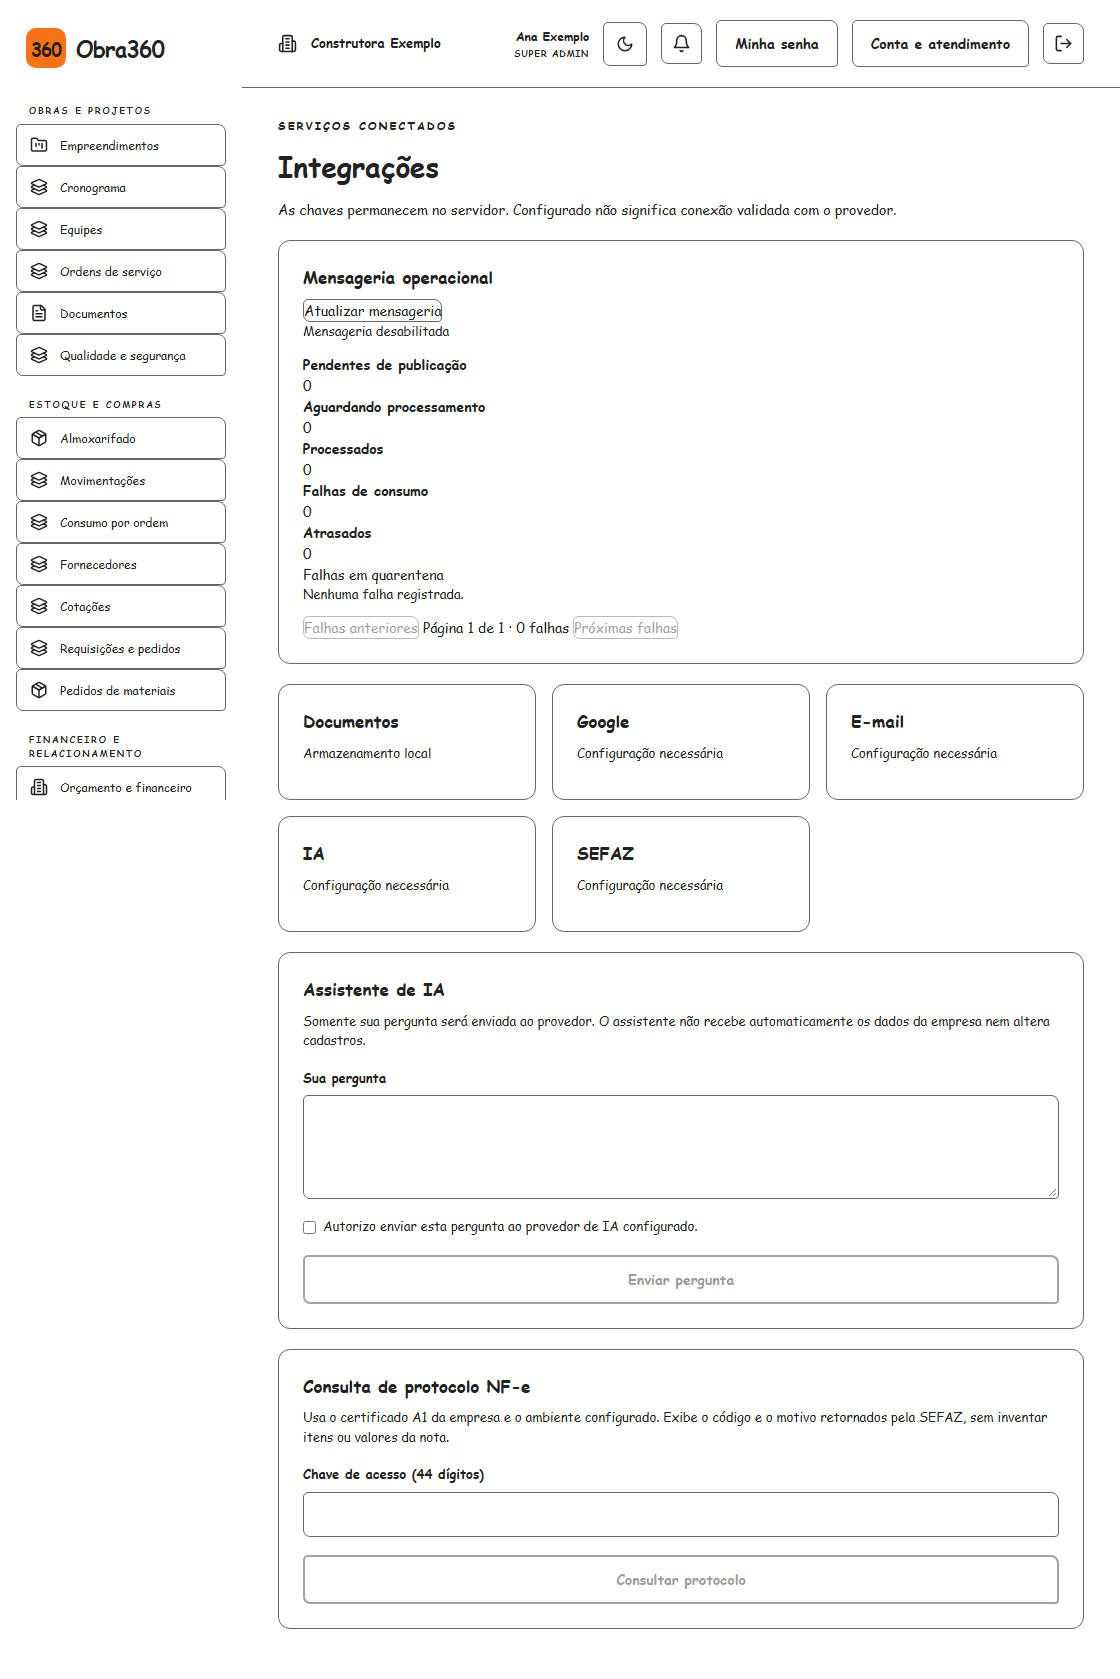 360 Obra360
OBRAS E PROJETOS
Empreendimentos
Cronograma
Equipes
Ordens de serviço
Documentos
Qualidade e segurança
ESTOQUE E COMPRAS
Almoxarifado
Movimentações
Consumo por ordem
Fornecedores
Cotações
Requisições e pedidos
Pedidos de materiais
FINANCEIRO E
RELACIONAMENTO
Orçamento e financeiro
Construtora Exemplo
Ana Exemplo
SUPER ADMIN
Minha senha
Conta e atendimento
SERVIÇOS CONECTADOS
Integrações
As chaves permanecem no servidor. Configurado não significa conexão validada com o provedor.
Mensageria operacional
Atualizar mensageria
Mensageria desabilitada
Pendentes de publicação
0
Aguardando processamento
0
Processados
0
Falhas de consumo
0
Atrasados
0
Falhas em quarentena
Nenhuma falha registrada.
Falhas anteriores Página 1 de 1 · 0 falhas Próximas falhas
Documentos
Armazenamento local
Google
Configuração necessária
E-mail
Configuração necessária
IA
Configuração necessária
SEFAZ
Configuração necessária
Assistente de IA
Somente sua pergunta será enviada ao provedor. O assistente não recebe automaticamente os dados da empresa nem altera
cadastros.
Sua pergunta
Autorizo enviar esta pergunta ao provedor de IA configurado.
Enviar pergunta
Consulta de protocolo NF-e
Usa o certificado A1 da empresa e o ambiente configurado. Exibe o código e o motivo retornados pela SEFAZ, sem inventar
itens ou valores da nota.
Chave de acesso (44 dígitos)
Consultar protocolo